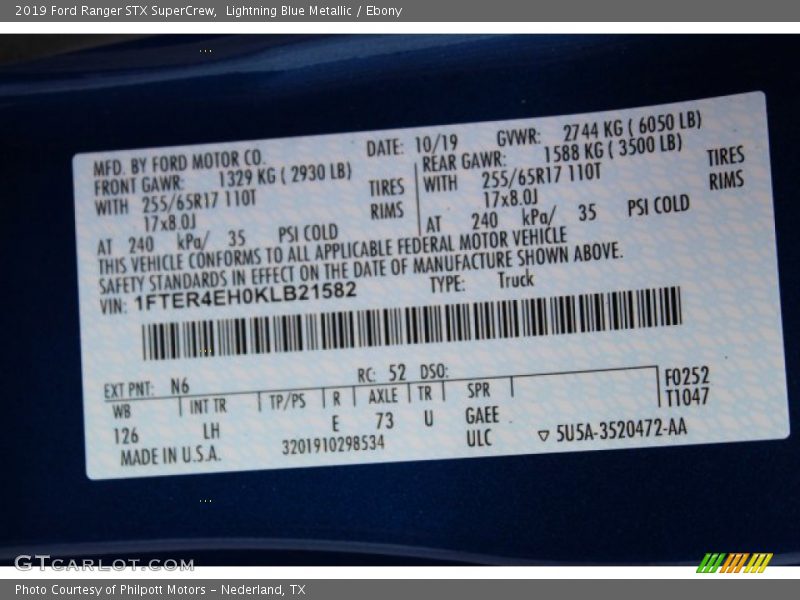 2019 Ford Ranger STX SuperCrew,  Lightning Blue Metallic / Ebony
MFD. BY FORD MOTOR CO. DATE: 10/19 GVWR: 2744 KG ( 6050 LB)
FRONT GAWR: 1329 KG ( 2930 LB) REAR GAWR: 1588 KG ( 3500 LB)
WITH 255/65R17 110T TIRES WITH 255/65R17 110T TIRES
17x8.0J RIMS 17x8.0J RIMS
AT 240 kPa/ 35 PSI COLD AT 240 kPa/ 35 PSI COLD
THIS VEHICLE CONFORMS TO ALL APPLICABLE FEDERAL MOTOR VEHICLE
SAFETY STANDARDS IN EFFECT ON THE DATE OF MANUFACTURE SHOWN ABOVE.
VIN: 1FTER4EH0KLB21582 TYPE: Truck
EXT PNT: N6 RC: 52 DSO: F0252
WB INT TR TP/PS R AXLE TR SPR T1047
126 LH E 73 U GAEE
MADE IN U.S.A. 3201910298534 ULC ▽ 5U5A-3520472-AA
GTCARLOT.COM
Photo Courtesy of Philpott Motors - Nederland, TX